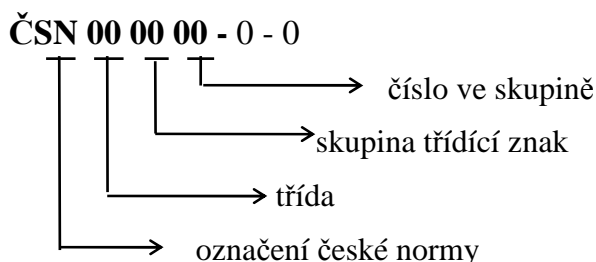 ČSN 00 00 00 - 0 - 0
číslo ve skupině
skupina třídící znak
třída
označení české normy